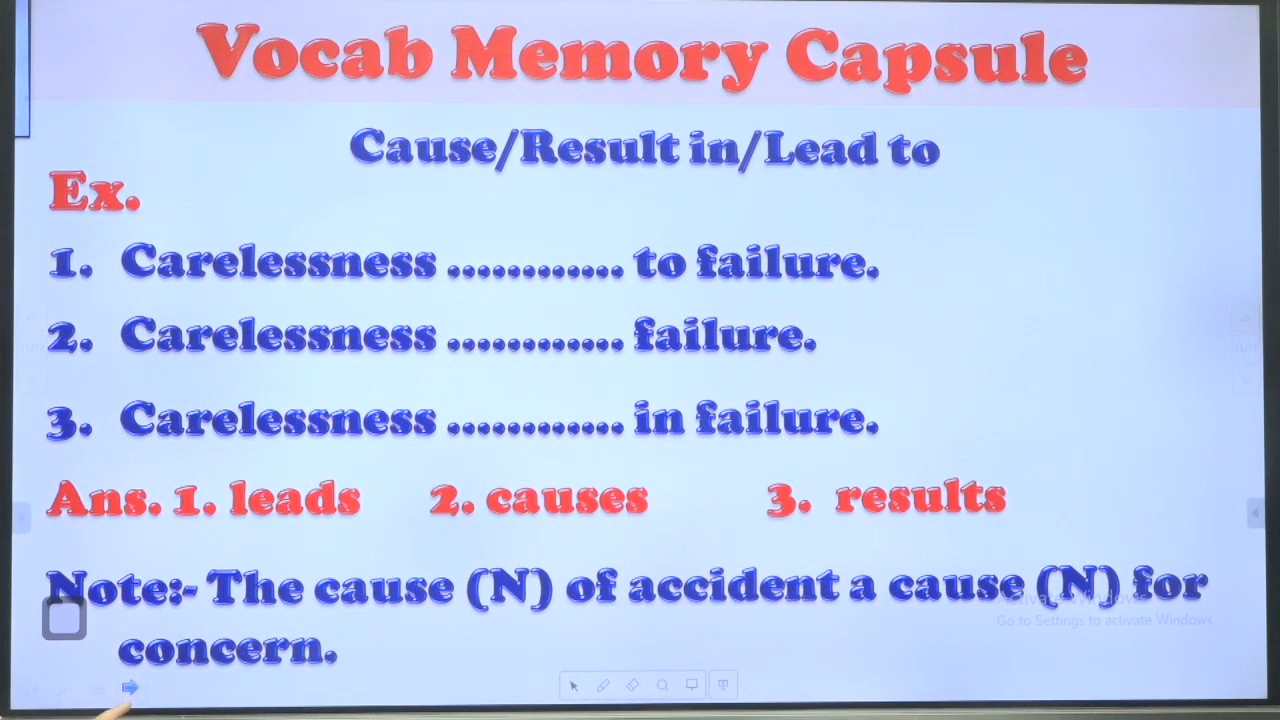 Vocab Memory Capsule
Cause/Result in/Lead to
Ex.
1. Carelessness ............ to failure.
2. Carelessness ............ failure.
3. Carelessness ............ in failure.
Ans. 1. leads 2. causes 3. results
Note:- The cause (N) of accident a cause (N) for
concern.
Activate Windows
Go to Settings to activate Windows.